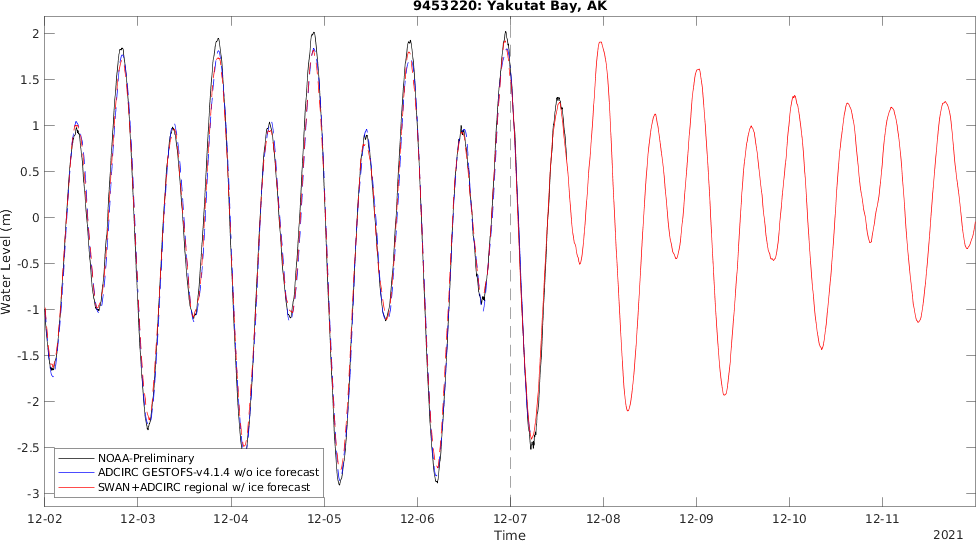 9453220: Yakutat Bay, AK
2
1.5
1
0.5
0
-0.5
-1
-1.5
-2
-2.5
-3
Water Level (m)
NOAA-Preliminary
ADCIRC GESTOFS-v4.1.4 w/o ice forecast
SWAN+ADCIRC regional w/ ice forecast
12-02 12-03 12-04 12-05 12-06 12-07 12-08 12-09 12-10 12-11
Time
2021